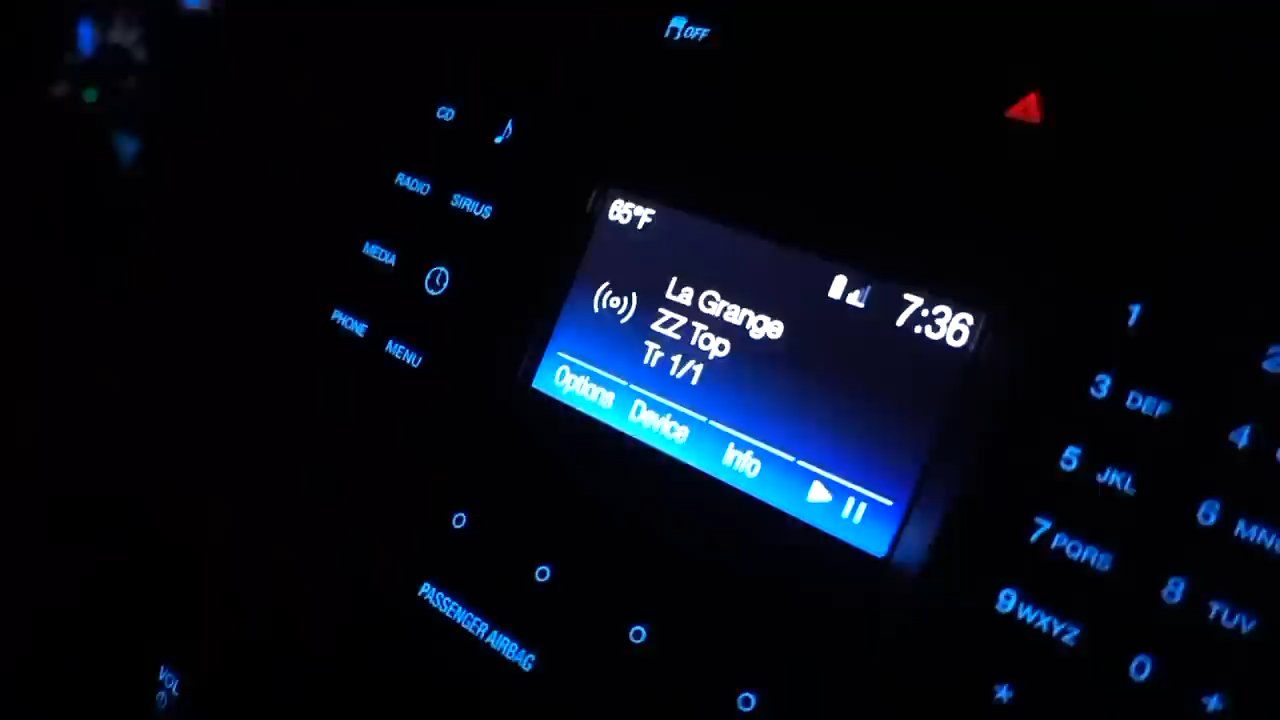 OFF
CD
RADIO SIRIUS
MEDIA
PHONE MENU
65°F
7:36
La Grange
ZZ Top
Tr 1/1
Options Device Info
1
3 DEF
4
5 JKL
6
7 PQRS
8 TUV
9 WXYZ
0
*
PASSENGER AIRBAG
VOL